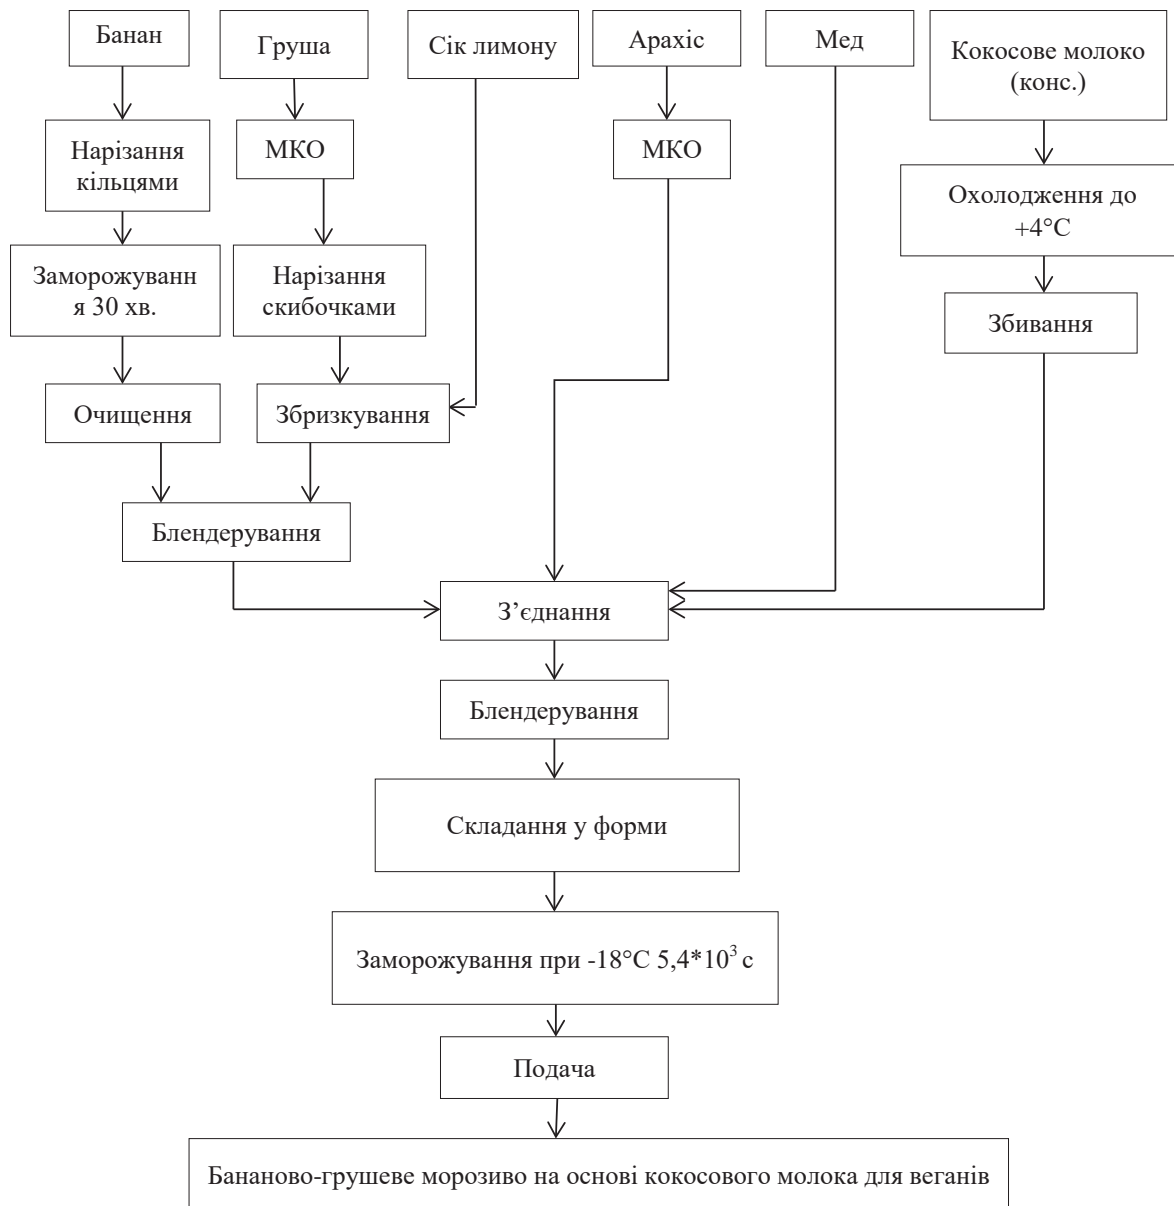 Банан
Груша
Сік лимону
Арахіс
Мед
Кокосове молоко
(конс.)
Нарізання
кільцями
МКО
МКО
Охолодження до
+4°С
Заморожуванн
я 30 хв.
Нарізання
скибочками
Збивання
Очищення
Збризкування
Блендерування
З’єднання
Блендерування
Складання у форми
Заморожування при -18°С 5,4*10³ с
Подача
Бананово-грушеве морозиво на основі кокосового молока для веганів